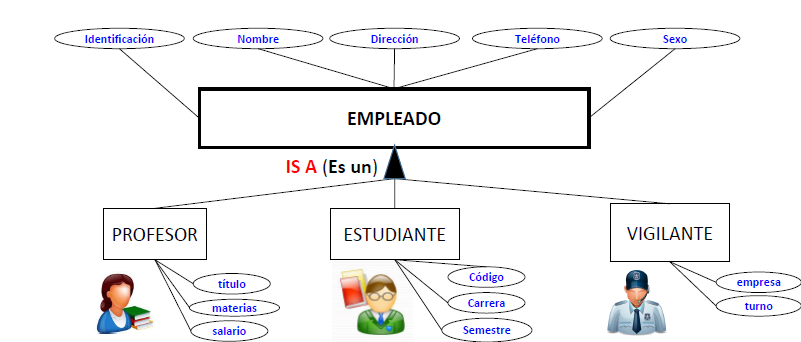 Identificación
Nombre
Dirección
Teléfono
Sexo
EMPLEADO
IS A (Es un)
PROFESOR
ESTUDIANTE
VIGILANTE
título
materias
salario
Código
Carrera
Semestre
empresa
turno